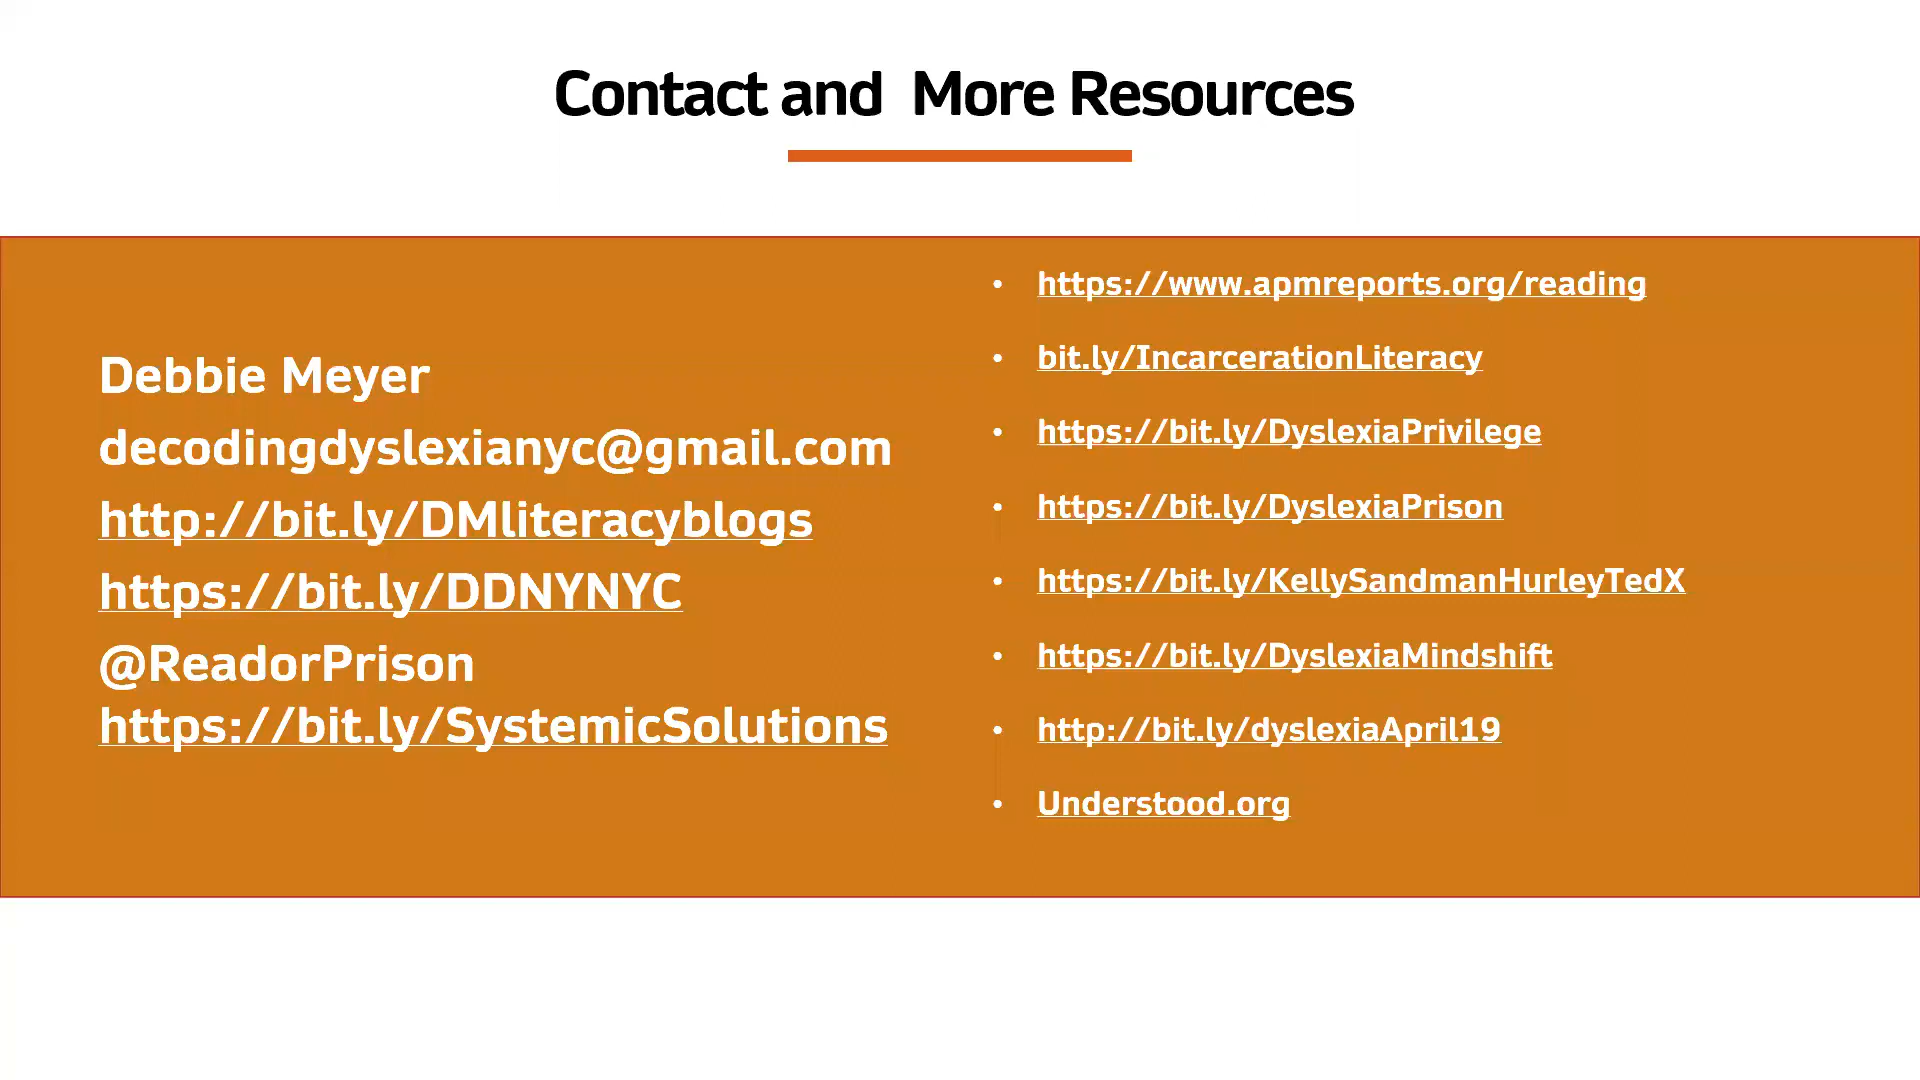 Contact and  More Resources
Debbie Meyer
decodingdyslexianyc@gmail.com
http://bit.ly/DMliteracyblogs
https://bit.ly/DDNYNYC
@ReadorPrison
https://bit.ly/SystemicSolutions
• https://www.apmreports.org/reading
• bit.ly/IncarcerationLiteracy
• https://bit.ly/DyslexiaPrivilege
• https://bit.ly/DyslexiaPrison
• https://bit.ly/KellySandmanHurleyTedX
• https://bit.ly/DyslexiaMindshift
• http://bit.ly/dyslexiaApril19
• Understood.org